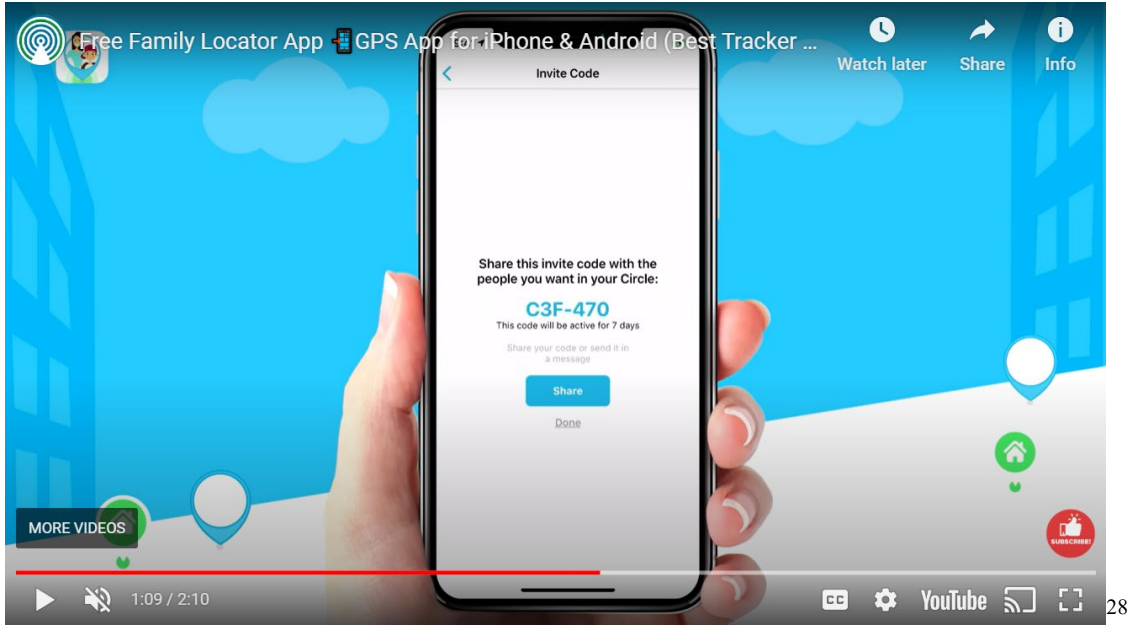 Free Family Locator App 📲GPS App for iPhone & Android (Best Tracker ...
Watch later
Share
Info
Invite Code
Share this invite code with the
people you want in your Circle:
C3F-470
This code will be active for 7 days
Share your code or send it in
a message
Share
Done
MORE VIDEOS
SUBSCRIBE!
1:09 / 2:10
CC
YouTube
28